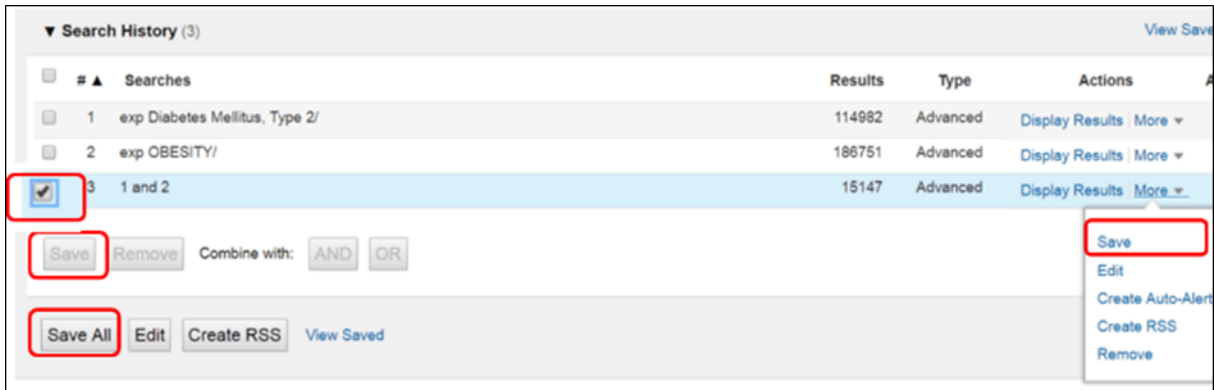 ▼ Search History (3) View Save
# ▲ Searches Results Type Actions A
1 exp Diabetes Mellitus, Type 2/ 114982 Advanced Display Results | More ▼
2 exp OBESITY/ 186751 Advanced Display Results | More ▼
3 1 and 2 15147 Advanced Display Results | More ▼
Save Remove Combine with: AND OR
Save
Edit
Create Auto-Alert
Create RSS
Remove
Save All Edit Create RSS View Saved